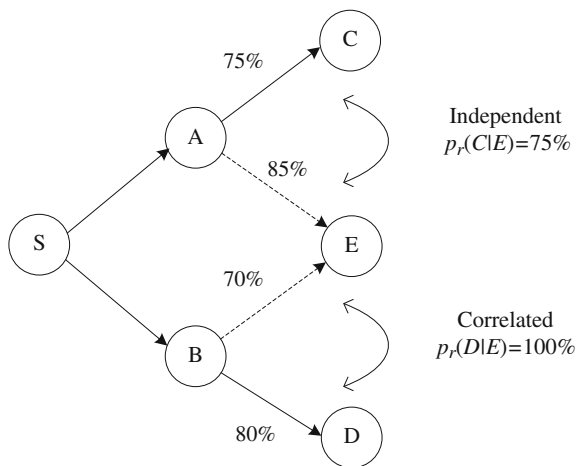 C
75%
A
Independent
p_r(C|E)=75%
85%
S
E
70%
Correlated
p_r(D|E)=100%
B
80%
D